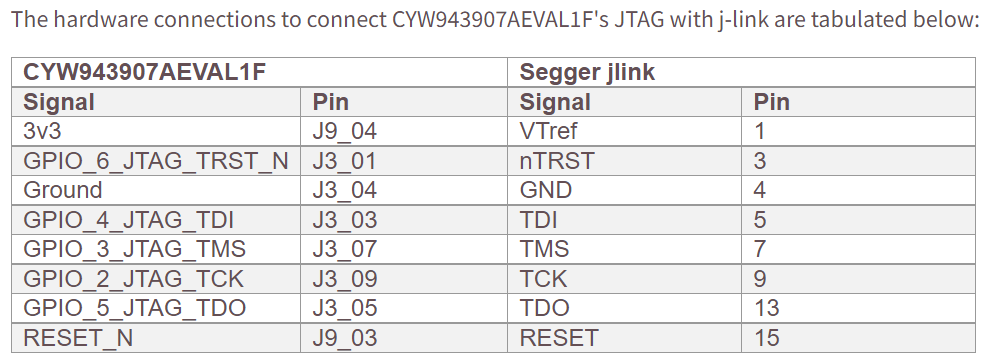 The hardware connections to connect CYW943907AEVAL1F's JTAG with j-link are tabulated below:
CYW943907AEVAL1F Segger jlink
Signal Pin Signal Pin
3v3 J9_04 VTref 1
GPIO_6_JTAG_TRST_N J3_01 nTRST 3
Ground J3_04 GND 4
GPIO_4_JTAG_TDI J3_03 TDI 5
GPIO_3_JTAG_TMS J3_07 TMS 7
GPIO_2_JTAG_TCK J3_09 TCK 9
GPIO_5_JTAG_TDO J3_05 TDO 13
RESET_N J9_03 RESET 15